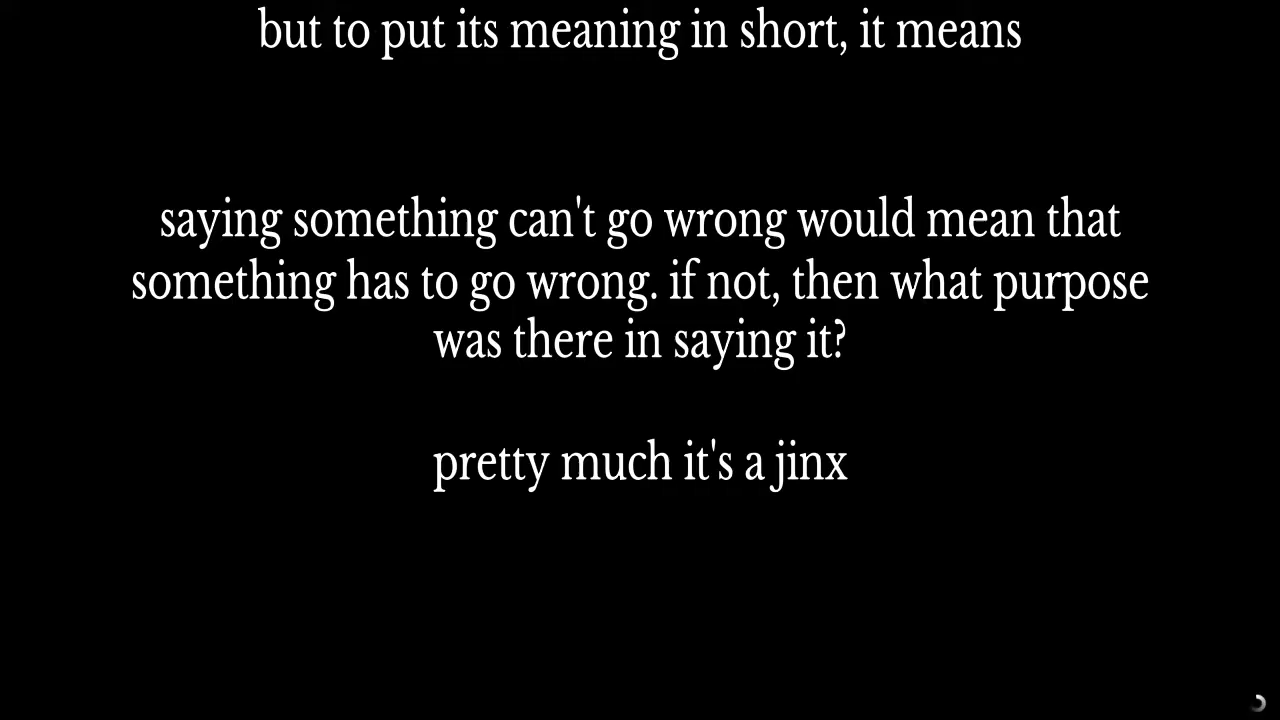 but to put its meaning in short, it means
saying something can't go wrong would mean that
something has to go wrong. if not, then what purpose
was there in saying it?
pretty much it's a jinx